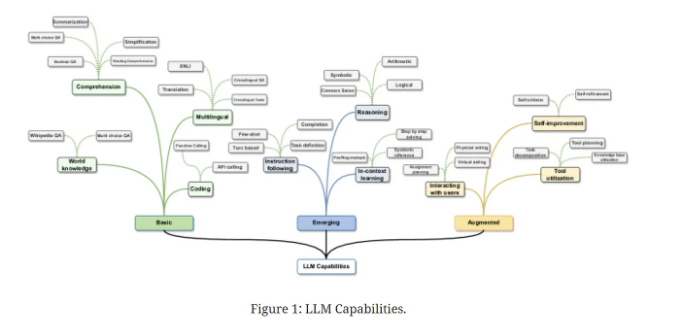 Summarization
Multi choice QA
Simplification
Boolean QA
Reading Comprehension
Comprehension
XNLI
Crosslingual QA
Translation
Crosslingual Tasks
Multilingual
Wikipedia QA
Multi choice QA
World
knowledge
Function Calling
API calling
Coding
Arithmetic
Symbolic
Logical
Common Sense
Reasoning
Completion
Few-shot
Turn based
Task definition
Instruction
following
Step by step
solving
Symbolic
reference
Pos/Neg example
In-context
learning
Self-refinement
Self-critisim
Self-improvement
Physical acting
Virtual acting
Assignment
planning
Interacting
with users
Tool planning
Task
decomposition
Knowledge base
utilization
Tool
utilization
Basic
Emerging
Augmented
LLM Capabilities
Figure 1: LLM Capabilities.